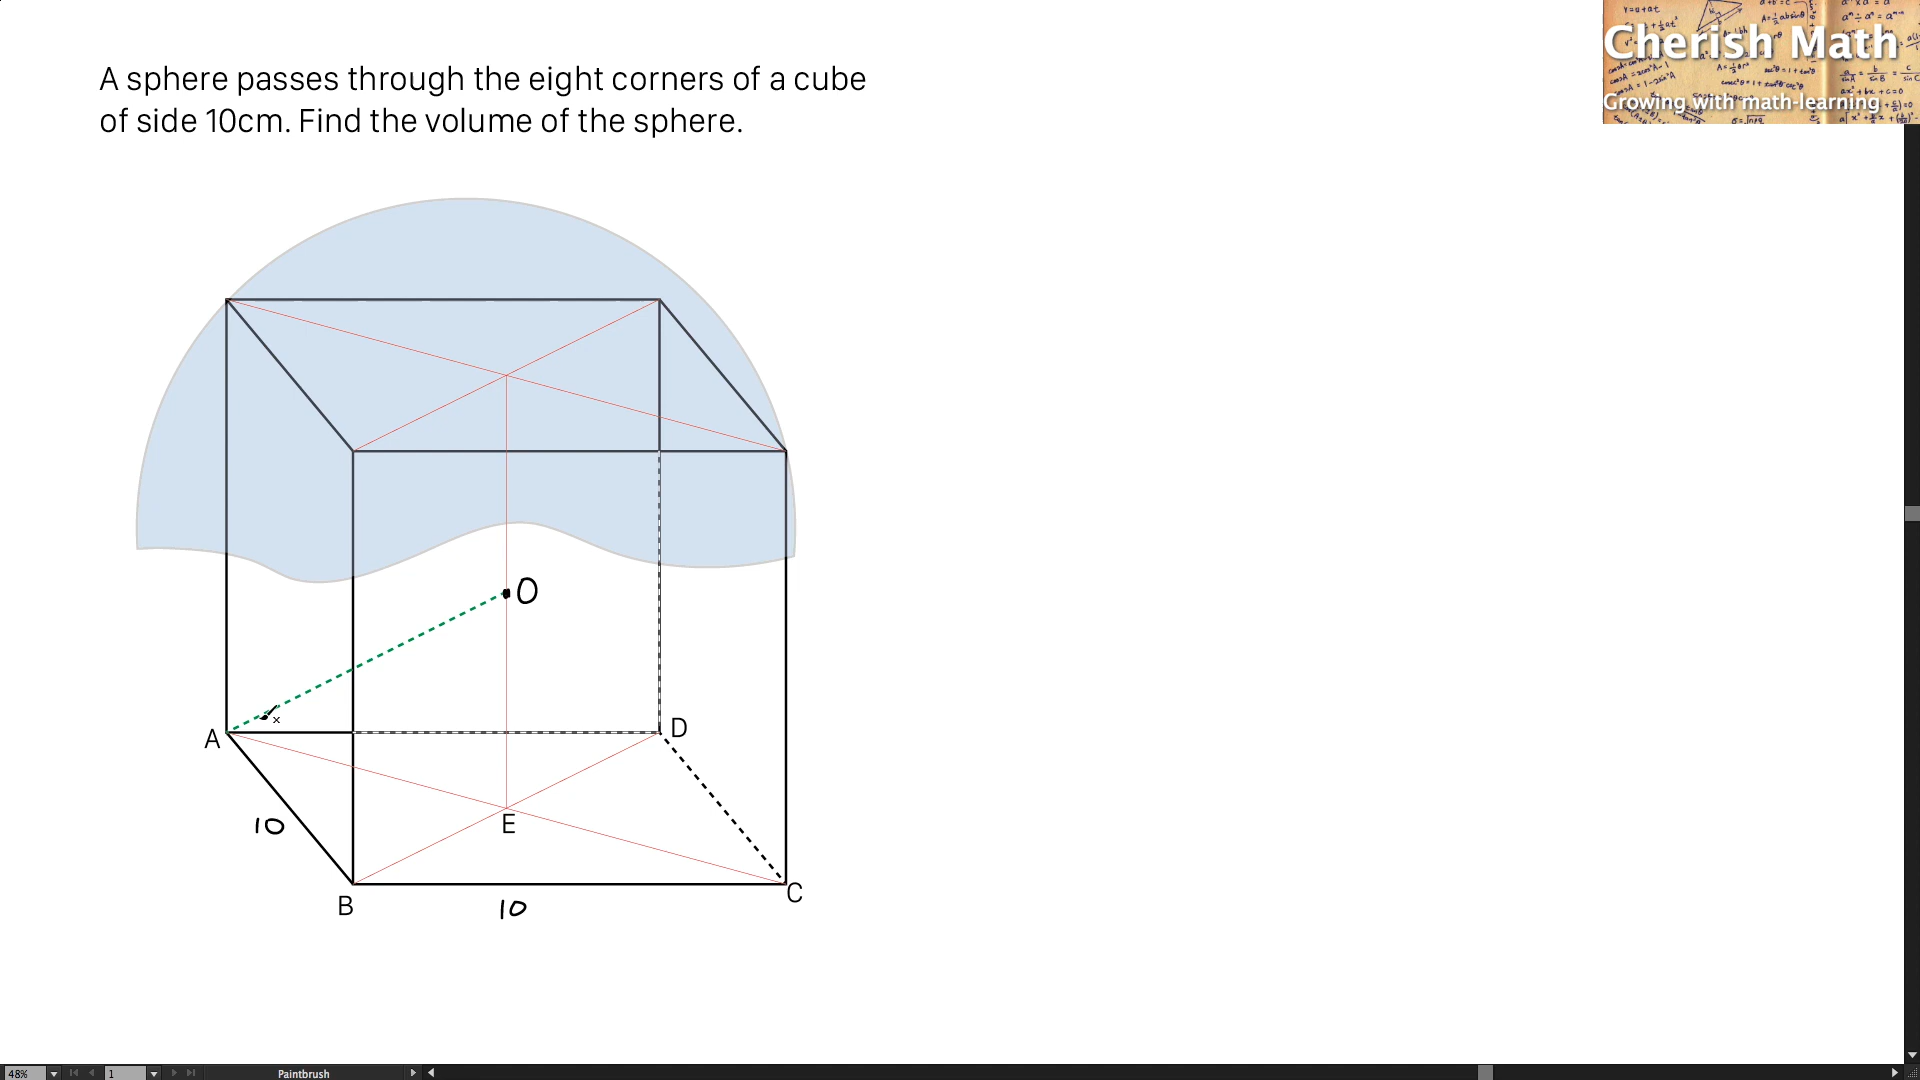 A sphere passes through the eight corners of a cube
of side 10cm. Find the volume of the sphere.
Cherish Math
Growing with math-learning
O
A
D
10
E
B
10
C
48%
1
Paintbrush